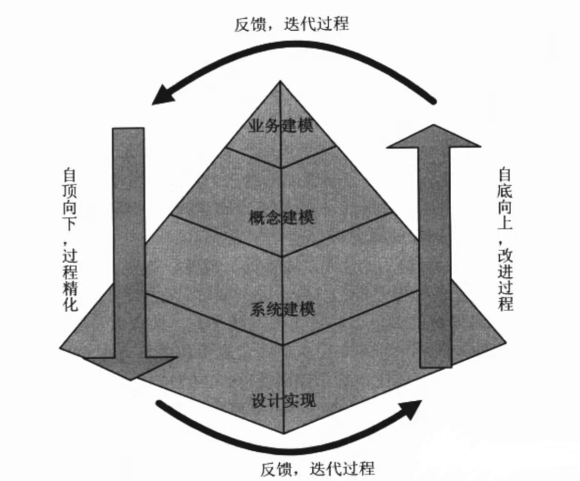 反馈，迭代过程
业务建模
概念建模
系统建模
设计实现
自顶向下，过程精化
自底向上，改进过程
反馈，迭代过程